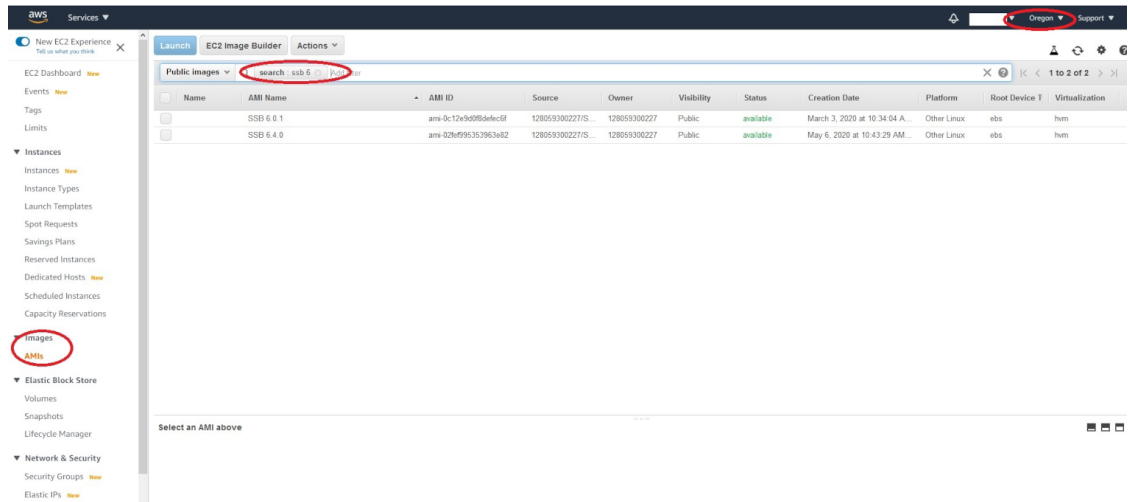 aws Services Oregon Support
New EC2 Experience
Tell us what you think
Launch EC2 Image Builder Actions
EC2 Dashboard New
Public images search : ssb 6 Add filter 1 to 2 of 2
Events New
Name AMI Name AMI ID Source Owner Visibility Status Creation Date Platform Root Device T Virtualization
Tags
SSB 6.0.1 ami-0c12e9d0f8defec6f 128059300227/S... 128059300227 Public available March 3, 2020 at 10:34:04 A... Other Linux ebs hvm
Limits
SSB 6.4.0 ami-02fef995353963e82 128059300227/S... 128059300227 Public available May 6, 2020 at 10:43:29 AM... Other Linux ebs hvm
Instances
Instances New
Instance Types
Launch Templates
Spot Requests
Savings Plans
Reserved Instances
Dedicated Hosts New
Scheduled Instances
Capacity Reservations
Images
AMIs
Elastic Block Store
Volumes
Snapshots
Select an AMI above
Lifecycle Manager
Network & Security
Security Groups New
Elastic IPs New